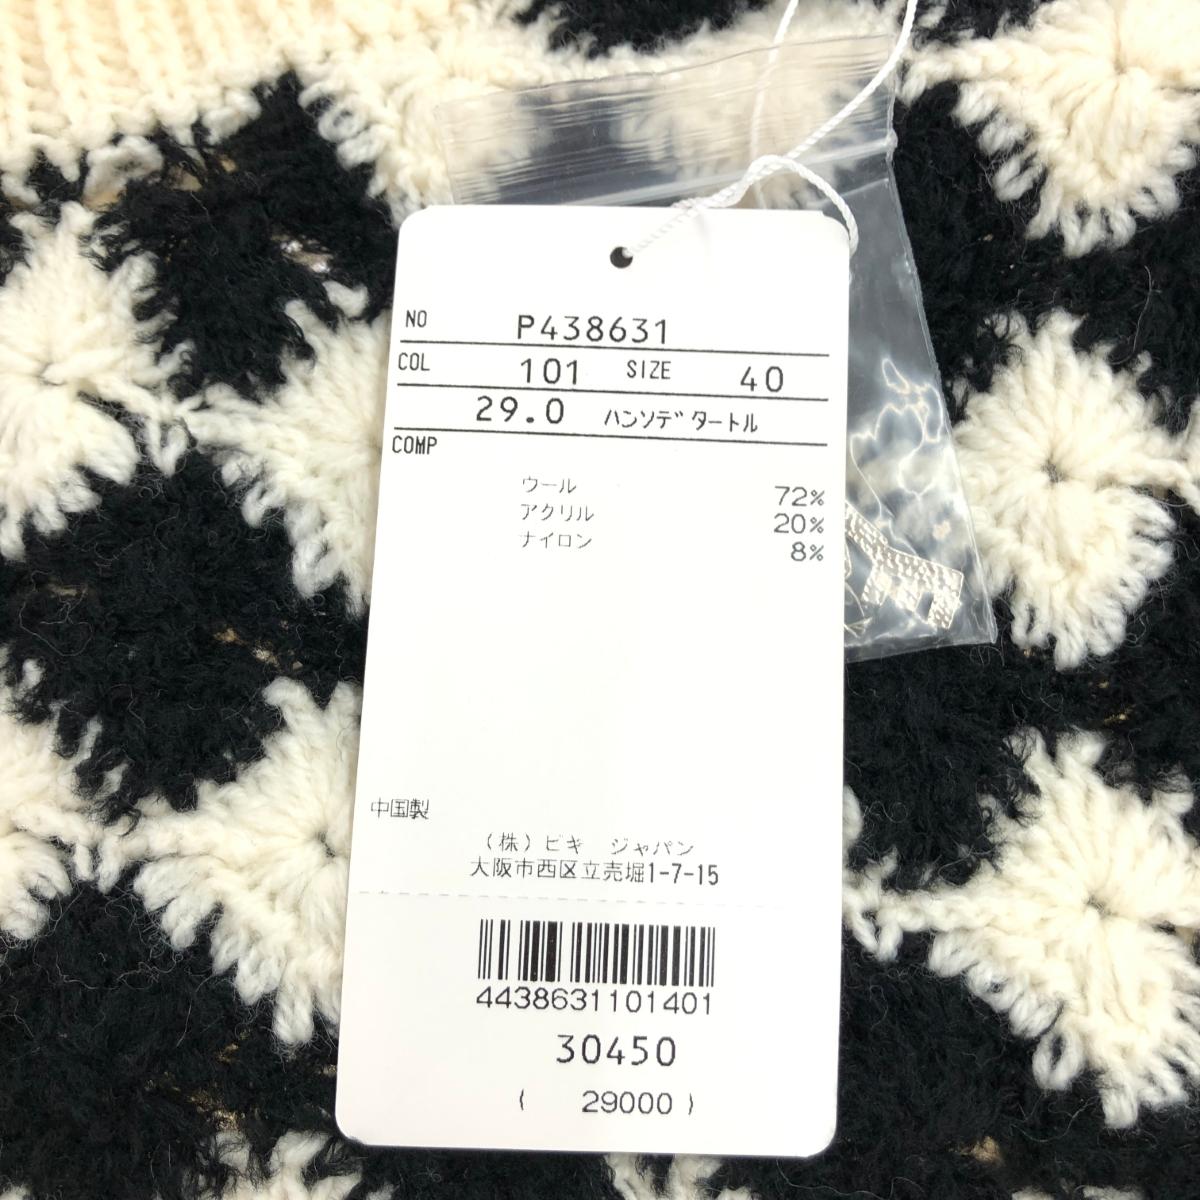 NO P438631
COL 101 SIZE 40
29.0 ハンソデタートル
COMP
ウール 72%
アクリル 20%
ナイロン 8%
中国製
(株)ビキ ジャパン
大阪市西区立売堀1-7-15
4438631101401
30450
( 29000 )